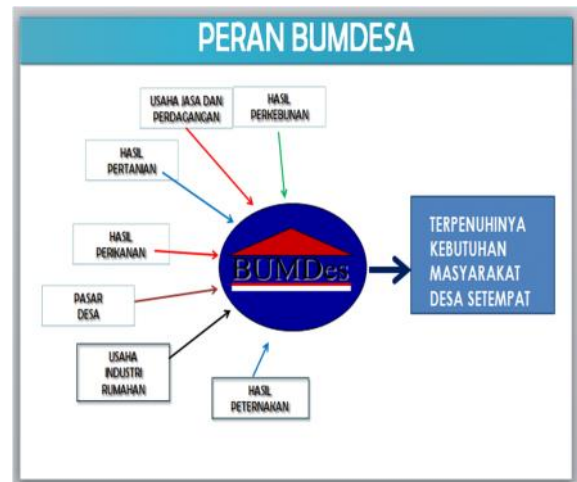 PERAN BUMDESA
USAHA JASA DAN
PERDAGANGAN
HASIL
PERKEBUNAN
HASIL
PERTANIAN
HASIL
PERIKANAN
PASAR
DESA
USAHA
INDUSTRI
RUMAHAN
HASIL
PETERNAKAN
BUMDes
TERPENUHINYA
KEBUTUHAN
MASYARAKAT
DESA SETEMPAT